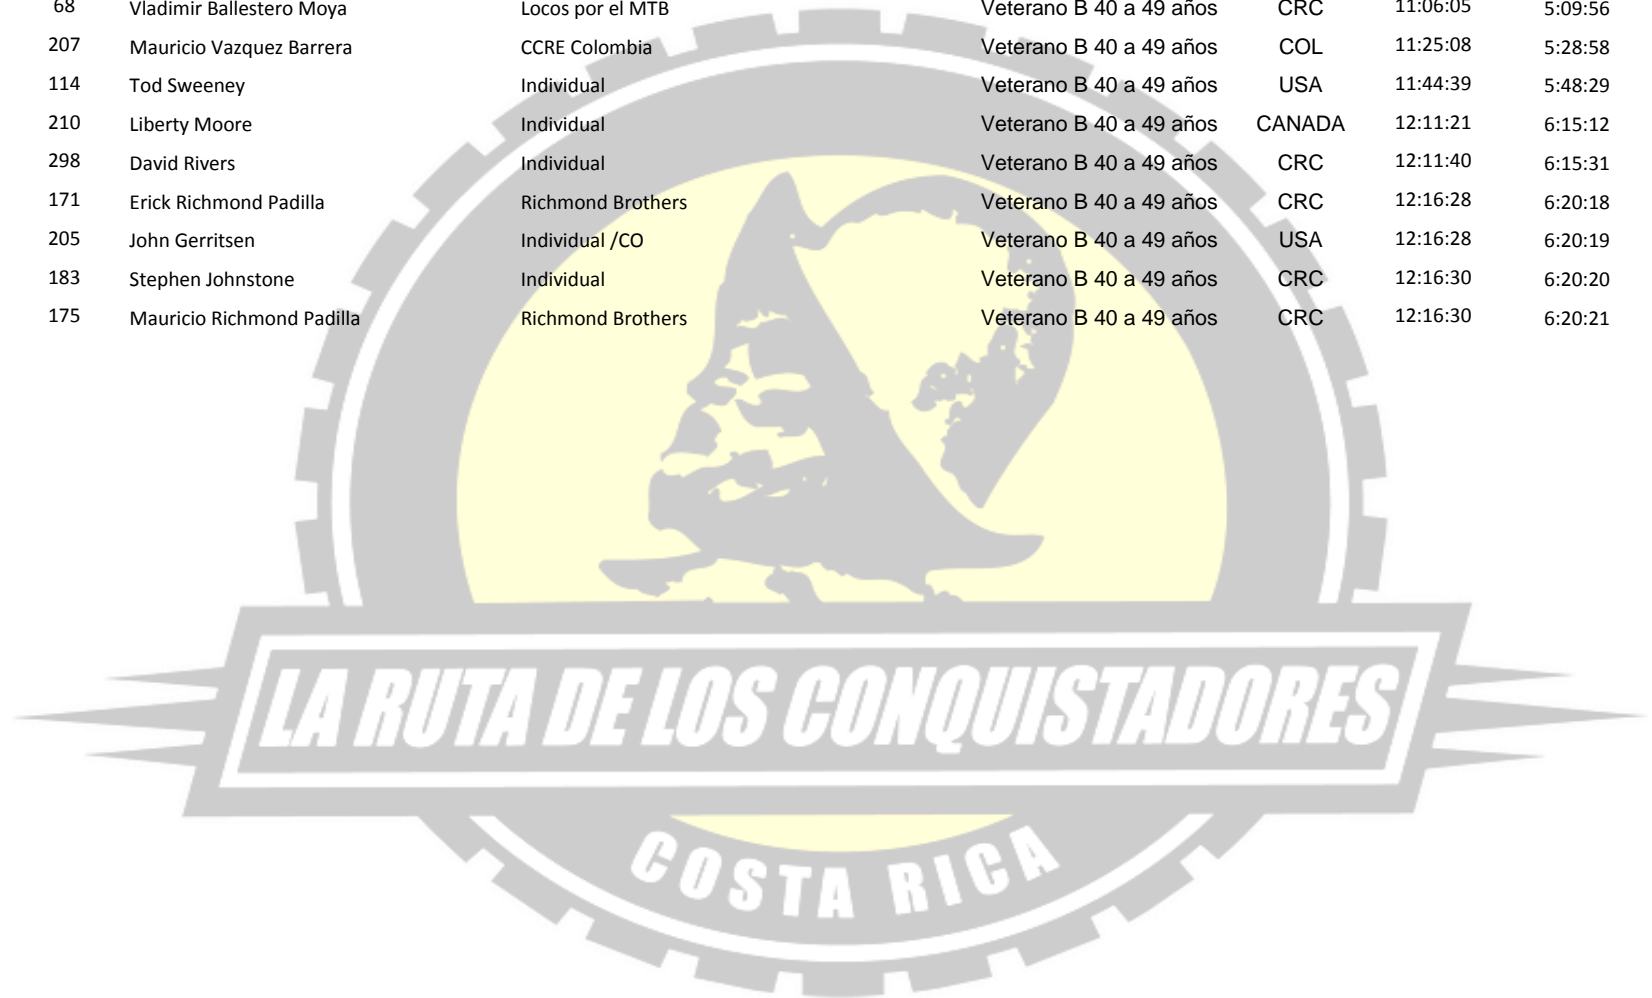 68 Vladimir Ballestero Moya Locos por el MTB Veterano B 40 a 49 años CRC 11:06:05 5:09:56
207 Mauricio Vazquez Barrera CCRE Colombia Veterano B 40 a 49 años COL 11:25:08 5:28:58
114 Tod Sweeney Individual Veterano B 40 a 49 años USA 11:44:39 5:48:29
210 Liberty Moore Individual Veterano B 40 a 49 años CANADA 12:11:21 6:15:12
298 David Rivers Individual Veterano B 40 a 49 años CRC 12:11:40 6:15:31
171 Erick Richmond Padilla Richmond Brothers Veterano B 40 a 49 años CRC 12:16:28 6:20:18
205 John Gerritsen Individual /CO Veterano B 40 a 49 años USA 12:16:28 6:20:19
183 Stephen Johnstone Individual Veterano B 40 a 49 años CRC 12:16:30 6:20:20
175 Mauricio Richmond Padilla Richmond Brothers Veterano B 40 a 49 años CRC 12:16:30 6:20:21
LA RUTA DE LOS CONQUISTADORES
COSTA RICA